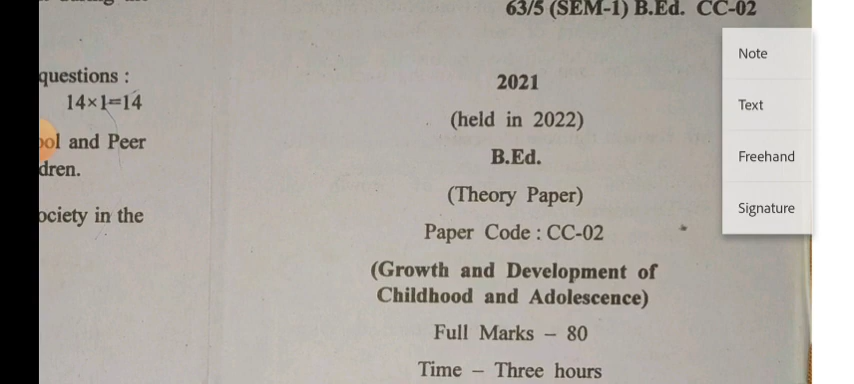 63/5 (SEM-1) B.Ed. CC-02
questions :
14×1=14
and Peer
dren.
ociety in the
2021
(held in 2022)
B.Ed.
(Theory Paper)
Paper Code : CC-02
(Growth and Development of
Childhood and Adolescence)
Full Marks – 80
Time – Three hours
Note
Text
Freehand
Signature